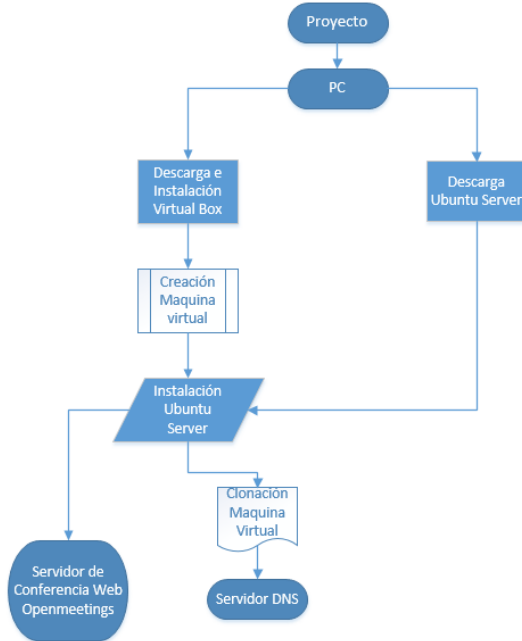 Proyecto
PC
Descarga e
Instalación
Virtual Box
Descarga
Ubuntu Server
Creación
Maquina
virtual
Instalación
Ubuntu
Server
Clonación
Maquina
Virtual
Servidor de
Conferencia Web
Openmeetings
Servidor DNS